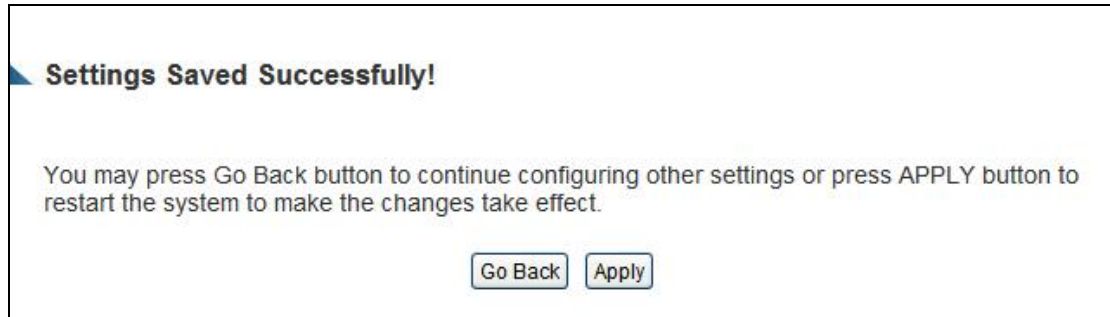 Settings Saved Successfully!
You may press Go Back button to continue configuring other settings or press APPLY button to
restart the system to make the changes take effect.
Go Back Apply